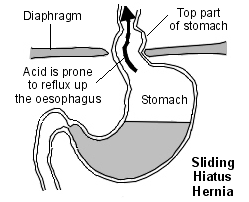 Diaphragm
Top part
of stomach
Acid is prone
to reflux up
the oesophagus
Stomach
Sliding
Hiatus
Hernia